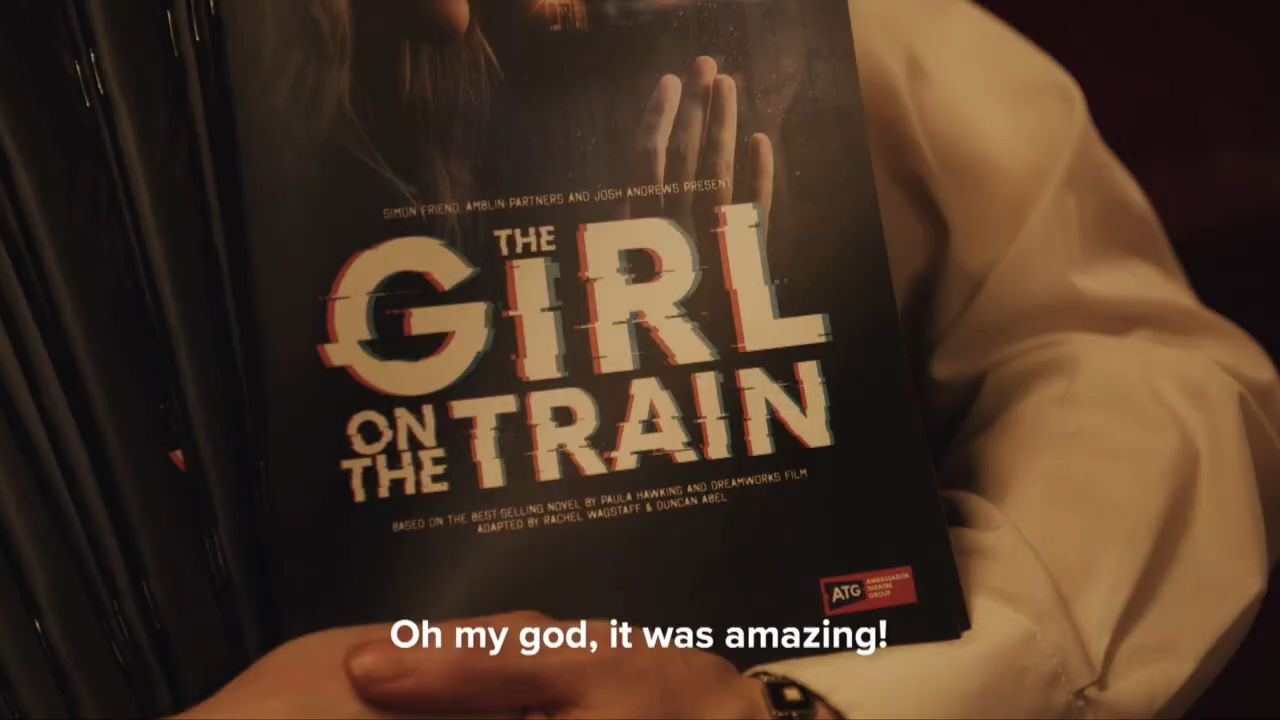 SIMON FRIEND, AMBLIN PARTNERS AND JOSH ANDREWS PRESENT
THE
GIRL
ON THE TRAIN
BASED ON THE BEST-SELLING NOVEL BY PAULA HAWKINS AND DREAMWORKS FILM
ADAPTED BY RACHEL WAGSTAFF & DUNCAN ABEL
ATG AMBASSADOR THEATRE GROUP
Oh my god, it was amazing!